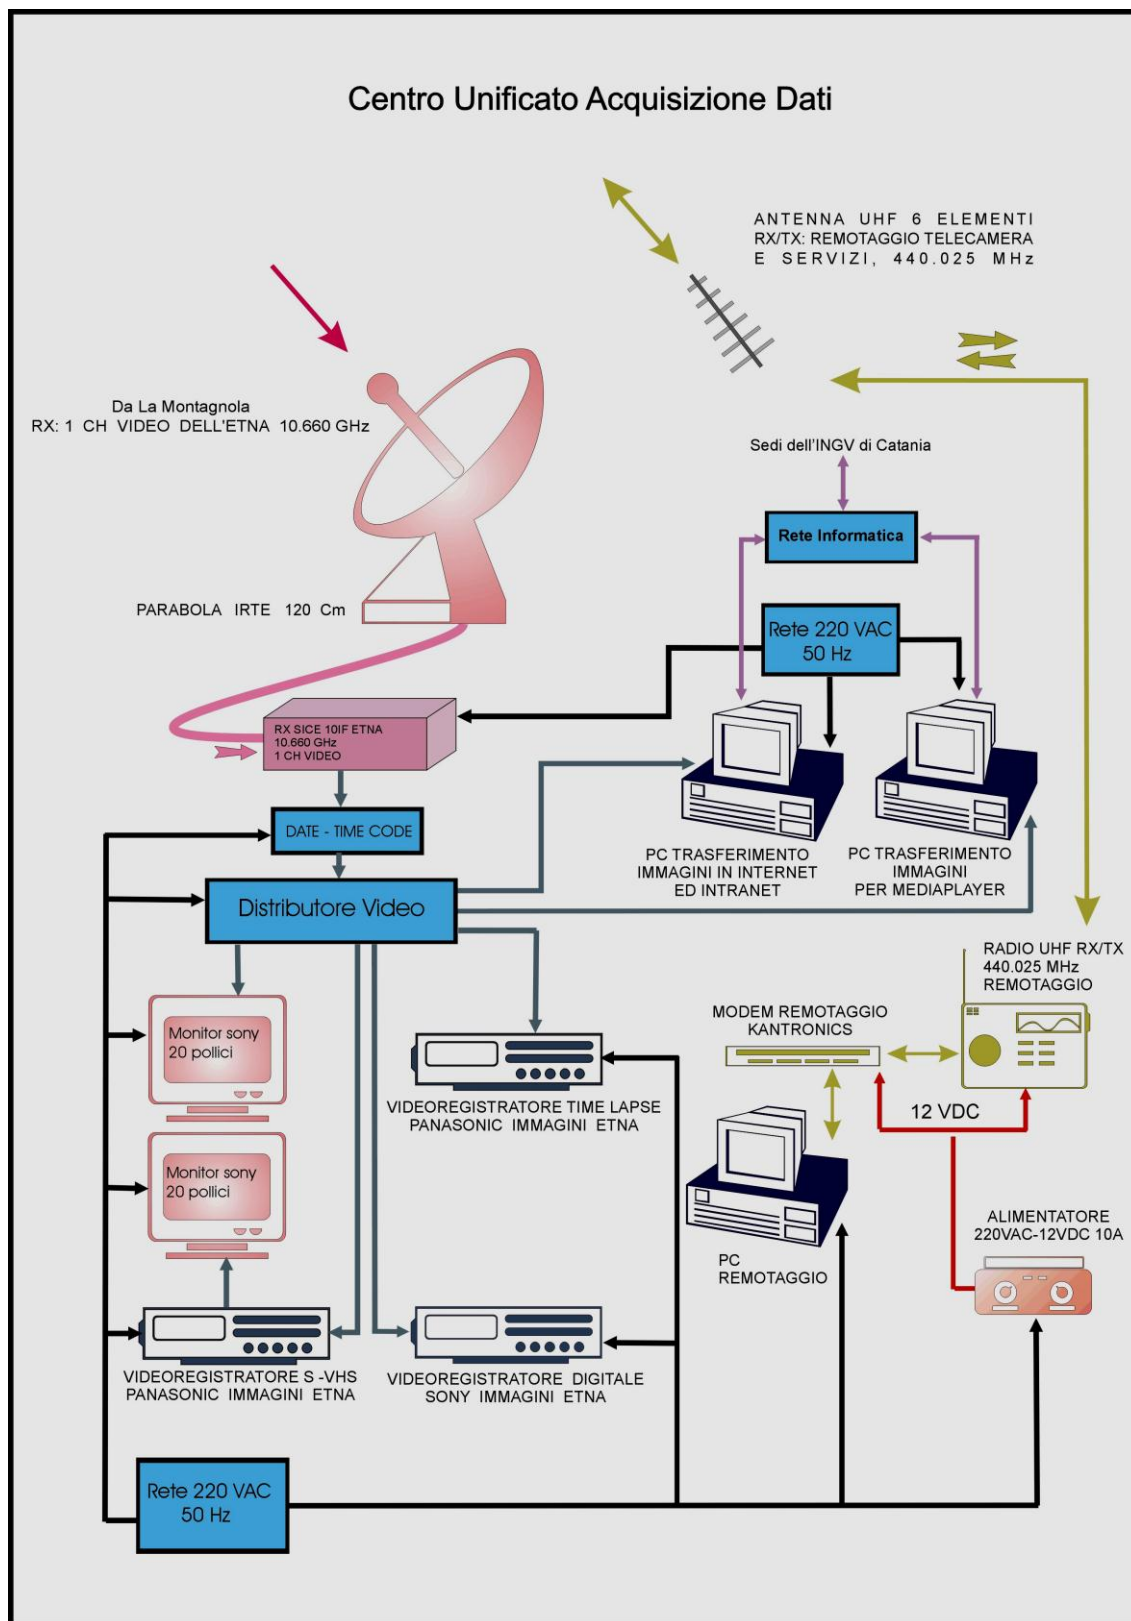 Centro Unificato Acquisizione Dati
ANTENNA UHF 6 ELEMENTI
RX/TX: REMOTAGGIO TELECAMERA
E SERVIZI, 440.025 MHz
Da La Montagnola
RX: 1 CH VIDEO DELL'ETNA 10.660 GHz
Sedi dell'INGV di Catania
Rete Informatica
PARABOLA IRTE 120 Cm
Rete 220 VAC
50 Hz
RX SICE 10IF ETNA
10.660 GHz
1 CH VIDEO
DATE - TIME CODE
PC TRASFERIMENTO
IMMAGINI IN INTERNET
ED INTRANET
PC TRASFERIMENTO
IMMAGINI
PER MEDIAPLAYER
Distributore Video
RADIO UHF RX/TX
440.025 MHz
REMOTAGGIO
MODEM REMOTAGGIO
KANTRONICS
Monitor sony
20 pollici
VIDEOREGISTRATORE TIME LAPSE
PANASONIC IMMAGINI ETNA
12 VDC
Monitor sony
20 pollici
ALIMENTATORE
220VAC-12VDC 10A
PC
REMOTAGGIO
VIDEOREGISTRATORE S -VHS
PANASONIC IMMAGINI ETNA
VIDEOREGISTRATORE DIGITALE
SONY IMMAGINI ETNA
Rete 220 VAC
50 Hz